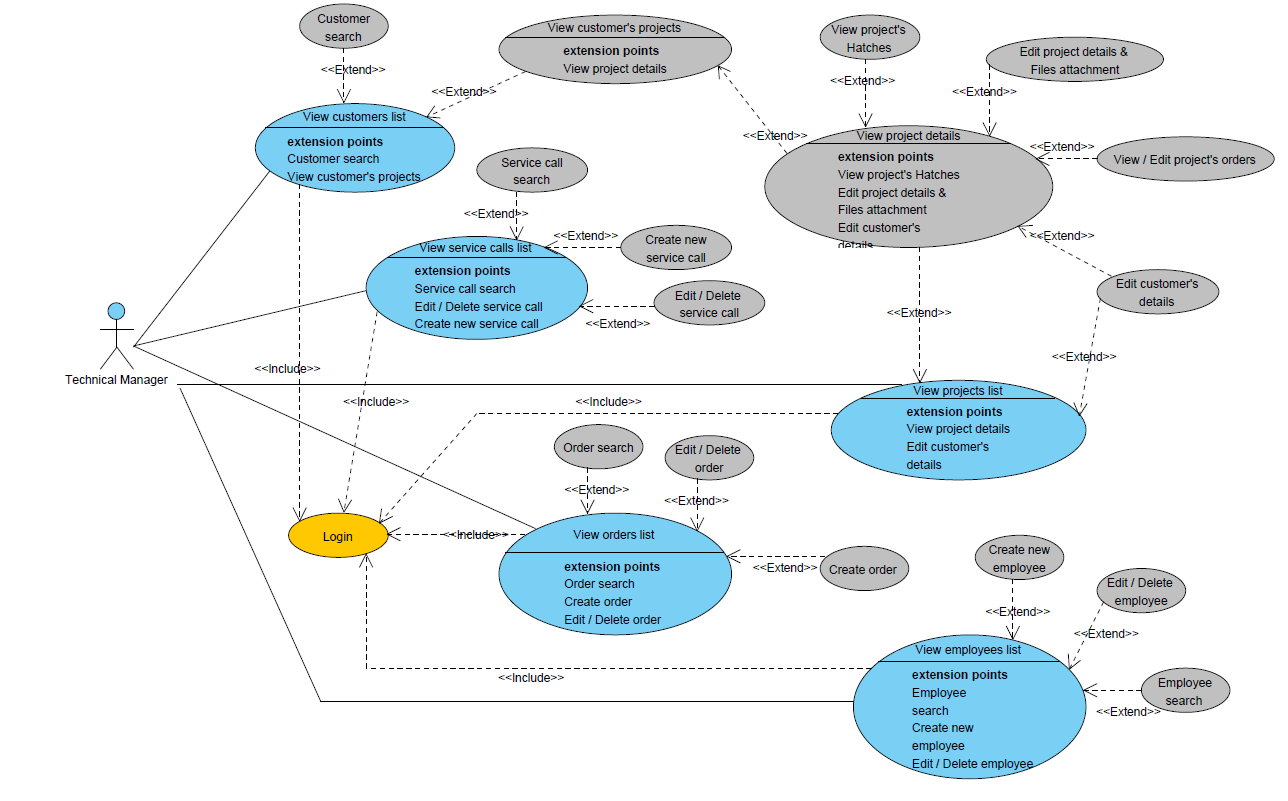 Customer
search
<<Extend>>
View customers list
extension points
Customer search
View customer's projects
View customer's projects
extension points
View project details
<<Extend>>
View project's
Hatches
<<Extend>>
Edit project details &
Files attachment
<<Extend>>
<<Extend>>
View project details
extension points
View project's Hatches
Edit project details &
Files attachment
Edit customer's
details
<<Extend>>
View / Edit project's orders
Service call
search
<<Extend>>
View service calls list
extension points
Service call search
Edit / Delete service call
Create new service call
<<Extend>>
Create new
service call
Edit / Delete
service call
<<Extend>>
<<Extend>>
Edit customer's
details
<<Extend>>
<<Extend>>
Technical Manager
<<Include>>
<<Include>>
<<Include>>
View projects list
extension points
View project details
Edit customer's
details
Order search
<<Extend>>
Edit / Delete
order
<<Extend>>
Login
<<Include>>
View orders list
extension points
Order search
Create order
Edit / Delete order
<<Extend>>
Create order
Create new
employee
<<Extend>>
Edit / Delete
employee
<<Extend>>
<<Include>>
View employees list
extension points
Employee
search
Create new
employee
Edit / Delete employee
Employee
search
<<Extend>>